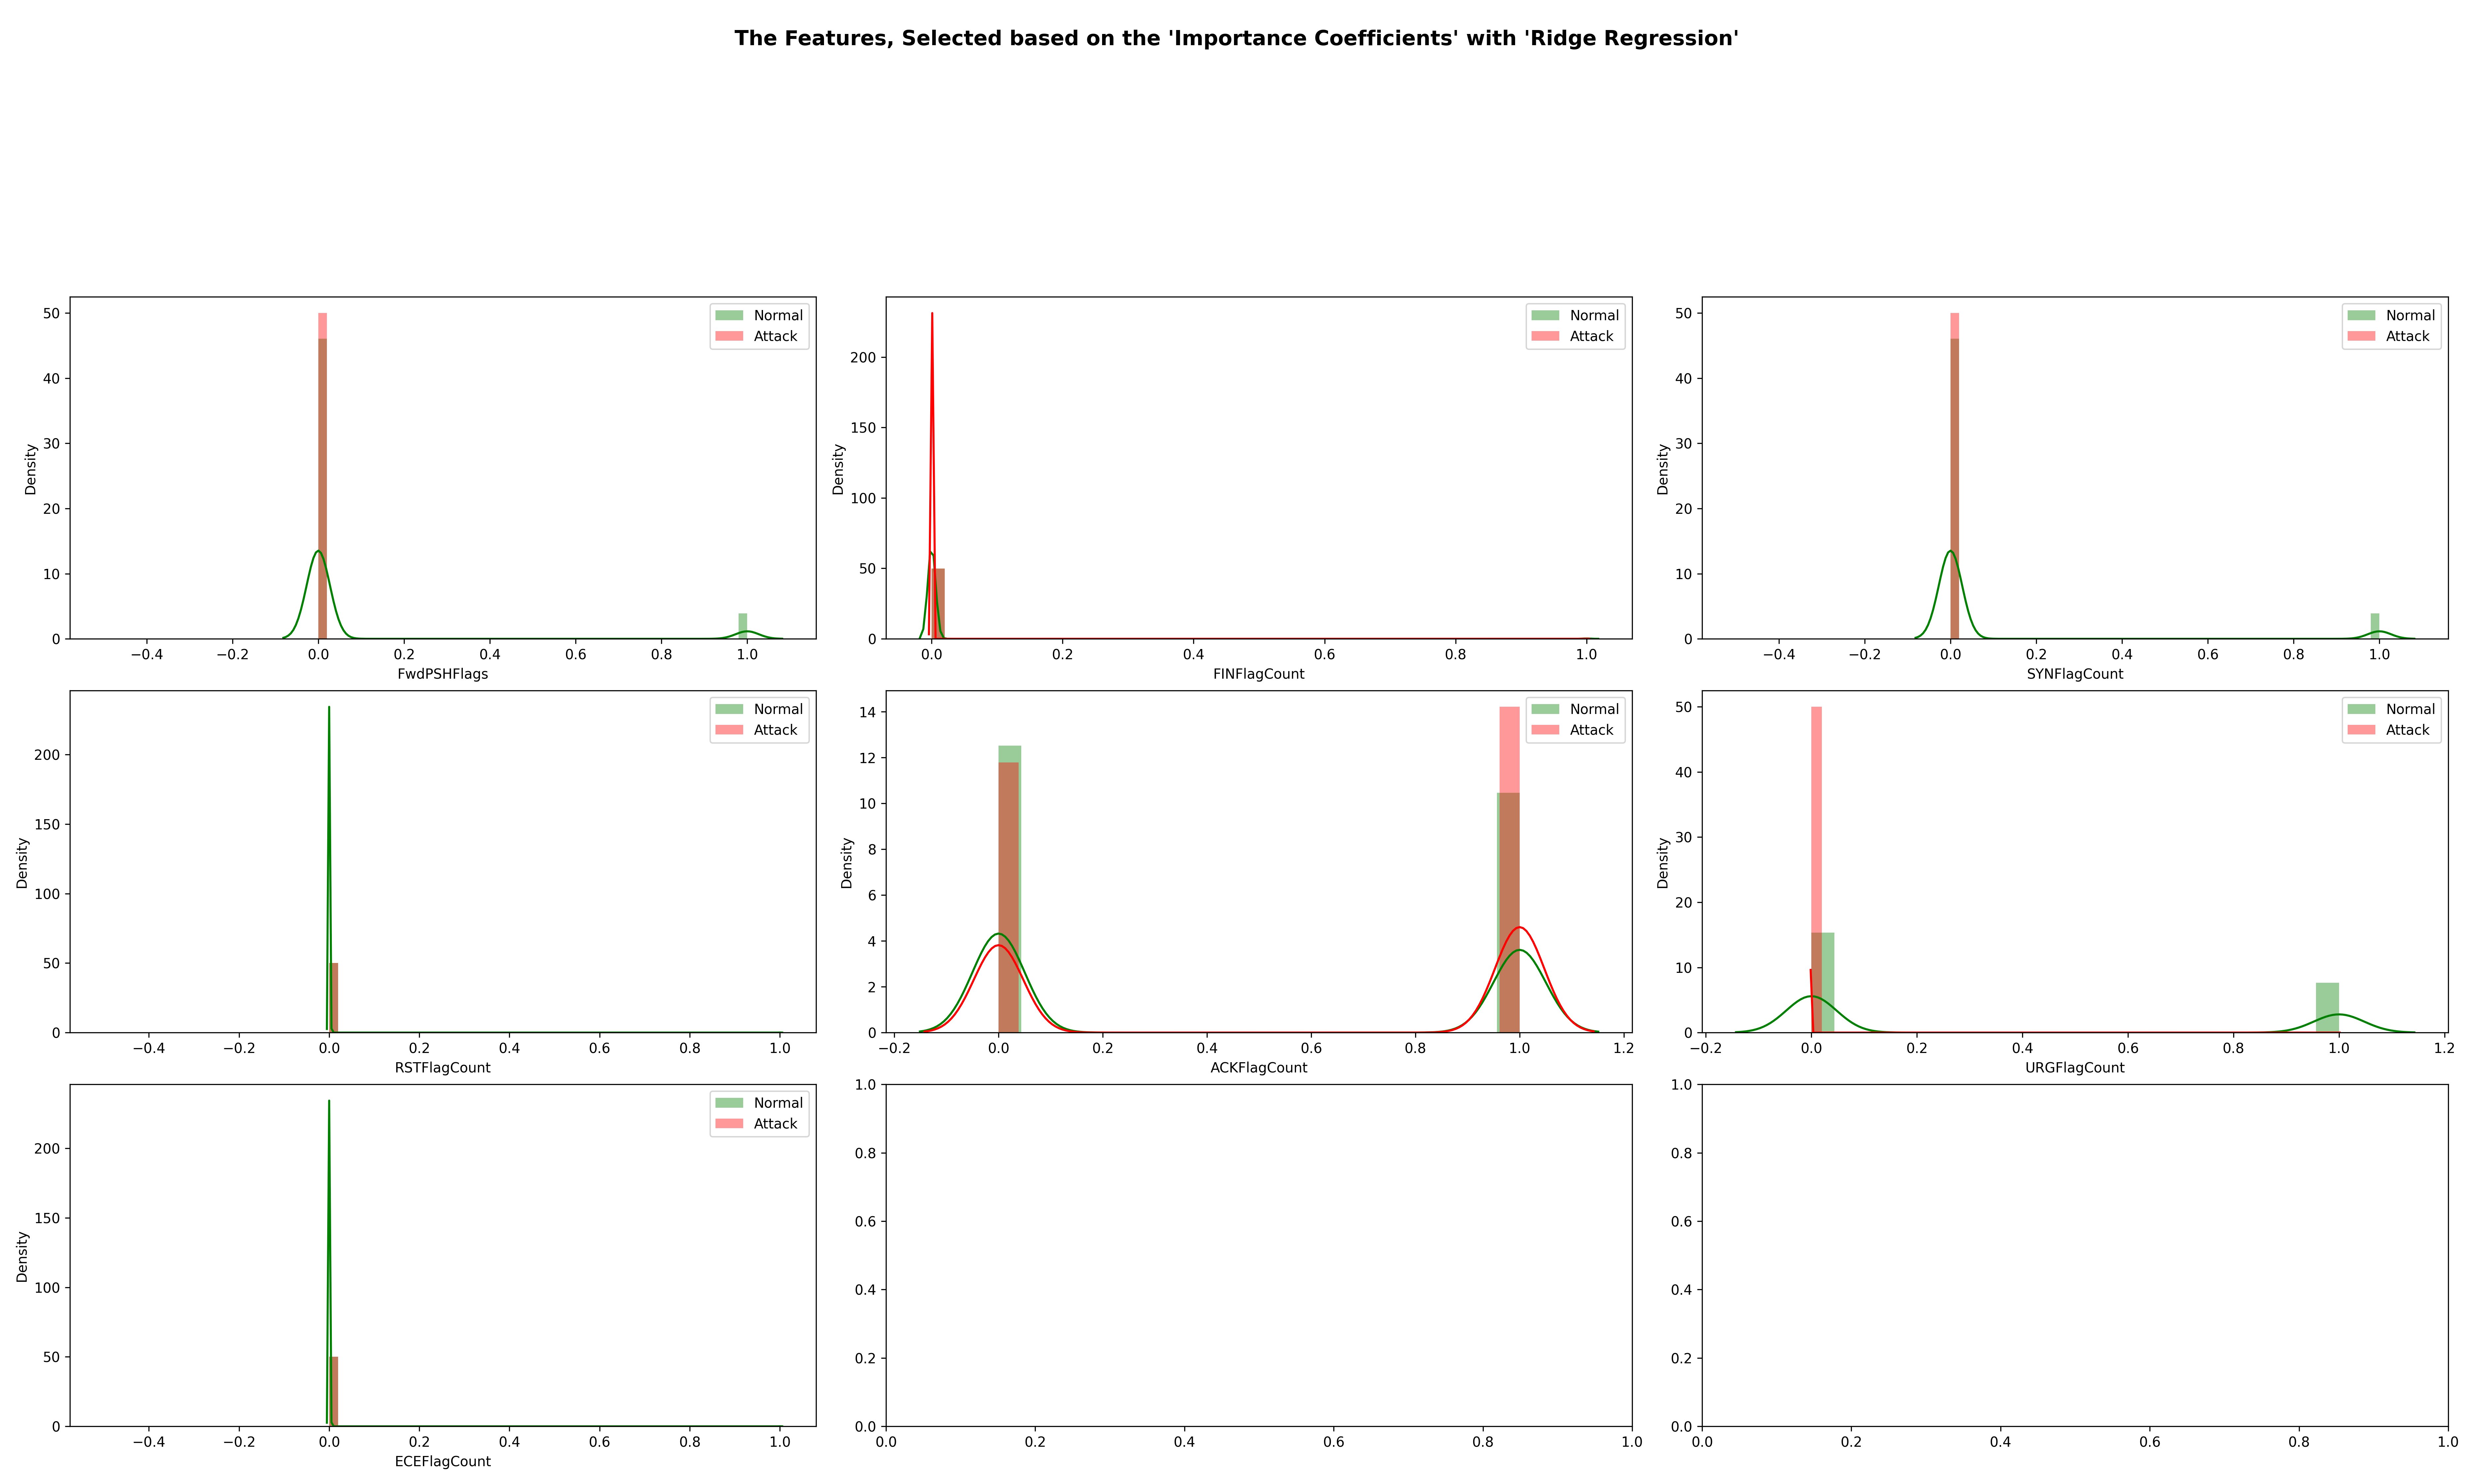 The Features, Selected based on the 'Importance Coefficients' with 'Ridge Regression'
Normal
Attack
50
40
30
20
10
0
Density
−0.4 −0.2 0.0 0.2 0.4 0.6 0.8 1.0
FwdPSHFlags
Normal
Attack
200
150
100
50
0
Density
0.0 0.2 0.4 0.6 0.8 1.0
FINFlagCount
Normal
Attack
50
40
30
20
10
0
Density
−0.4 −0.2 0.0 0.2 0.4 0.6 0.8 1.0
SYNFlagCount
Normal
Attack
200
150
100
50
0
Density
−0.4 −0.2 0.0 0.2 0.4 0.6 0.8 1.0
RSTFlagCount
Normal
Attack
14
12
10
8
6
4
2
0
Density
−0.2 0.0 0.2 0.4 0.6 0.8 1.0 1.2
ACKFlagCount
Normal
Attack
50
40
30
20
10
0
Density
−0.2 0.0 0.2 0.4 0.6 0.8 1.0 1.2
URGFlagCount
Normal
Attack
200
150
100
50
0
Density
−0.4 −0.2 0.0 0.2 0.4 0.6 0.8 1.0
ECEFlagCount
1.0
0.8
0.6
0.4
0.2
0.0
0.0 0.2 0.4 0.6 0.8 1.0
1.0
0.8
0.6
0.4
0.2
0.0
0.0 0.2 0.4 0.6 0.8 1.0